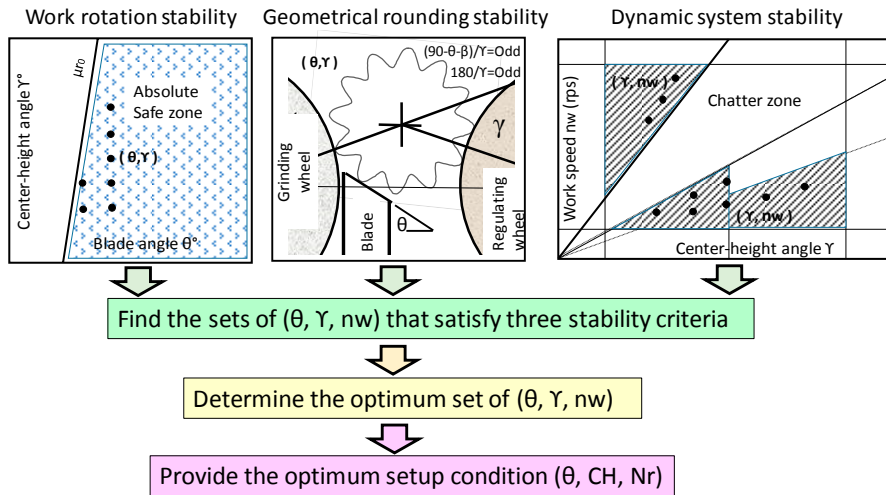 Work rotation stability
Geometrical rounding stability
Dynamic system stability
Center-height angle ϒ°
μr₀
Absolute
Safe zone
(θ,ϒ)
Blade angle θ°
(θ,ϒ)
(90-θ-β)/ϒ=Odd
180/ϒ=Odd
γ
Grinding
wheel
Blade
θ
Regulating
wheel
Work speed nw (rps)
(ϒ, nw)
Chatter zone
(ϒ, nw)
Center-height angle ϒ
Find the sets of (θ, ϒ, nw) that satisfy three stability criteria
Determine the optimum set of (θ, ϒ, nw)
Provide the optimum setup condition (θ, CH, Nr)